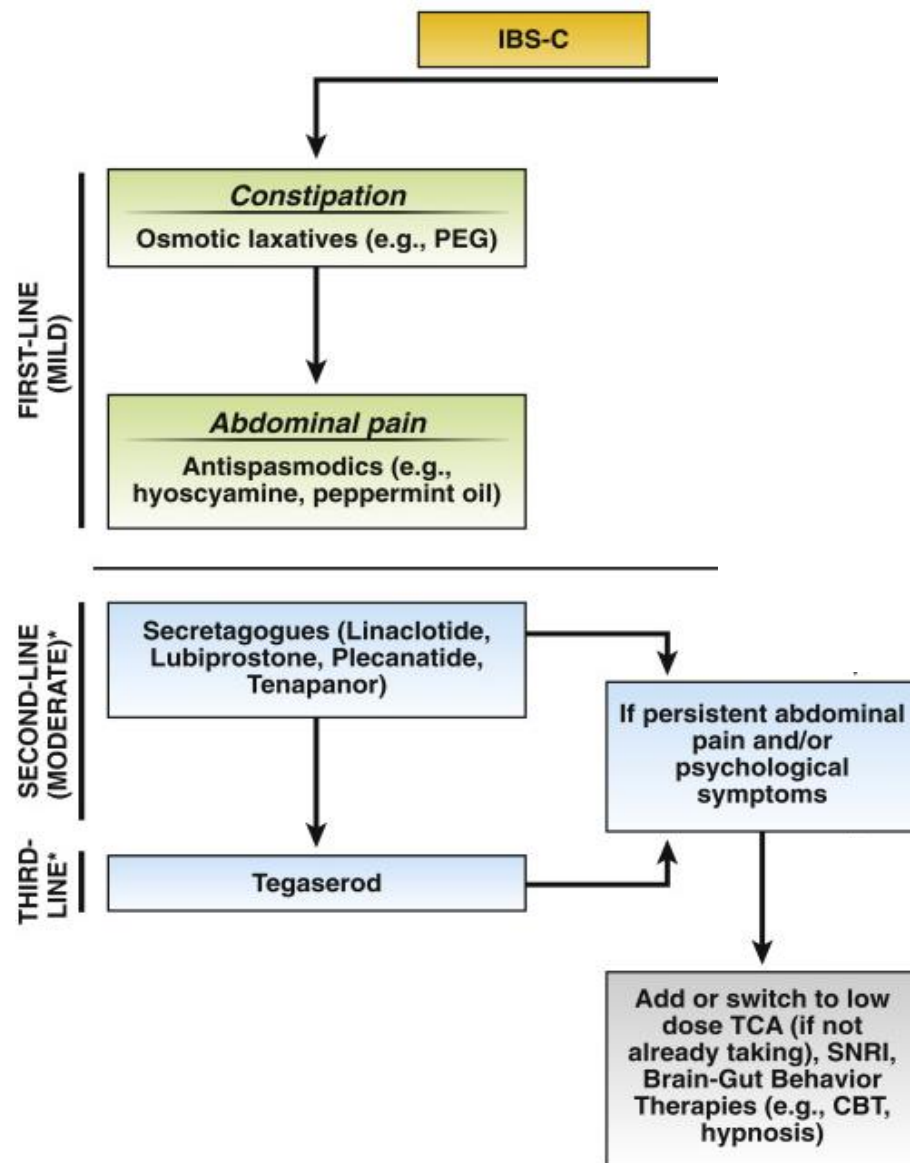 IBS-C
FIRST-LINE
(MILD)
Constipation
Osmotic laxatives (e.g., PEG)
Abdominal pain
Antispasmodics (e.g.,
hyoscyamine, peppermint oil)
SECOND-LINE
(MODERATE)*
Secretagogues (Linaclotide,
Lubiprostone, Plecanatide,
Tenapanor)
If persistent abdominal
pain and/or
psychological
symptoms
THIRD-
LINE*
Tegaserod
Add or switch to low
dose TCA (if not
already taking), SNRI,
Brain-Gut Behavior
Therapies (e.g., CBT,
hypnosis)